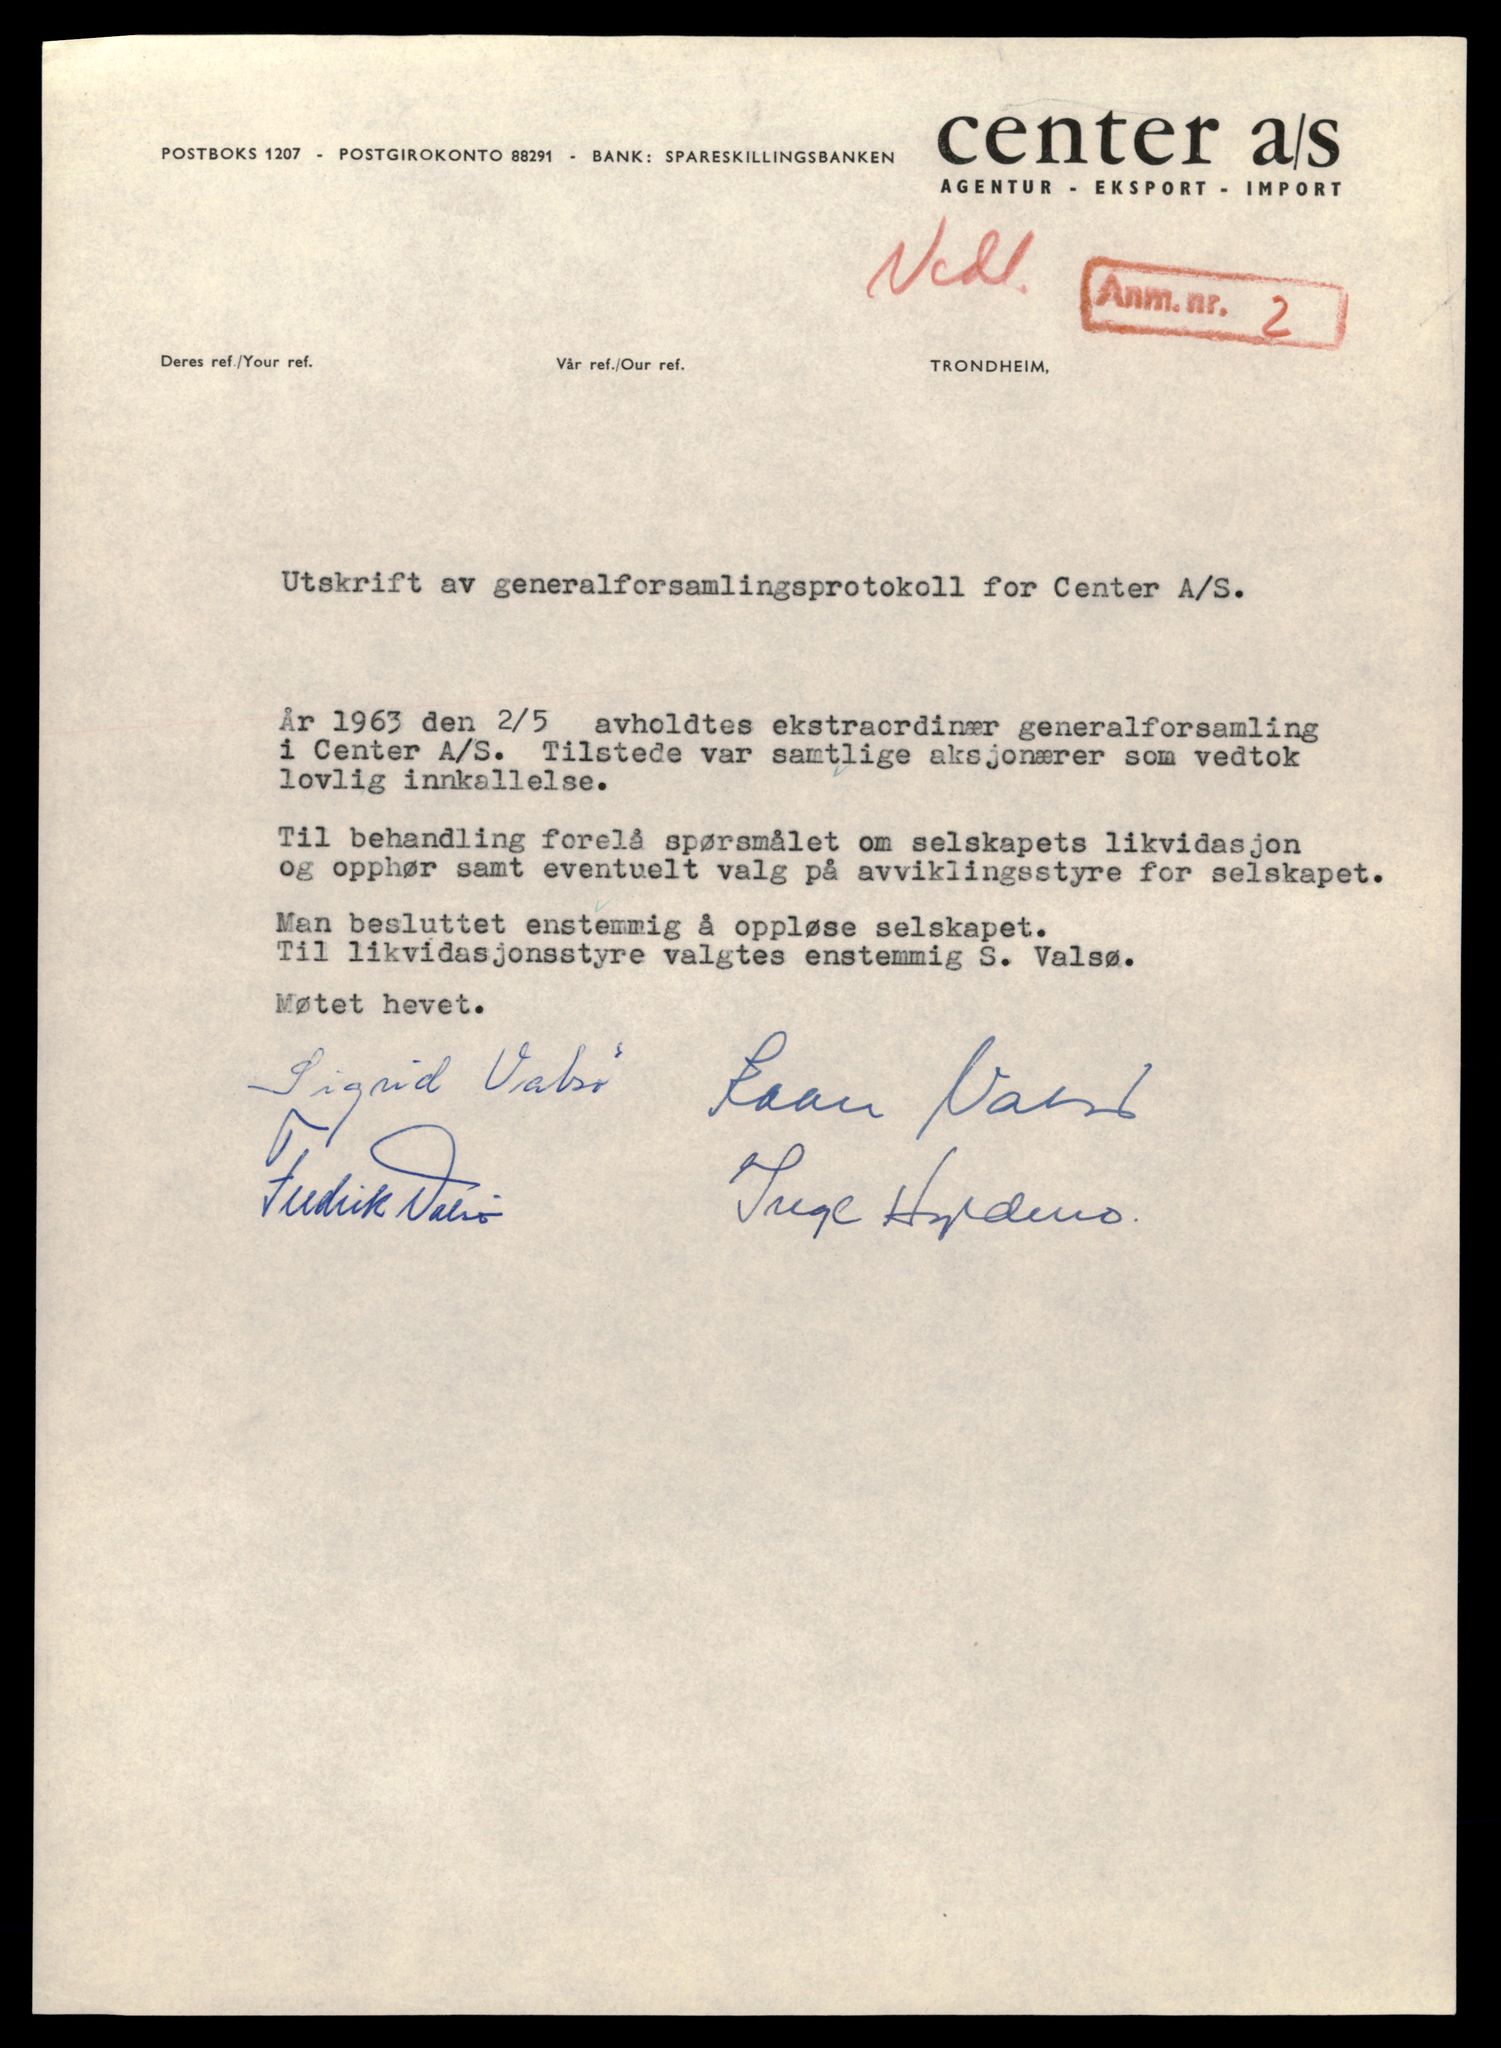 center a/s
POSTBOKS 1207 - POSTGIROKONTO 88291 - BANK: SPARESKILLINGSBANKEN
AGENTUR - EKSPORT - IMPORT
Vedl.
Anm. nr. 2
Deres ref./Your ref. Vår ref./Our ref. TRONDHEIM,
Utskrift av generalforsamlingsprotokoll for Center A/S.
År 1963 den 2/5 avholdtes ekstraordinær generalforsamling
i Center A/S. Tilstede var samtlige aksjonærer som vedtok
lovlig innkallelse.
Til behandling forelå spørsmålet om selskapets likvidasjon
og opphør samt eventuelt valg på avviklingsstyre for selskapet.
Man besluttet enstemmig å oppløse selskapet.
Til likvidasjonsstyre valgtes enstemmig S. Valsø.
Møtet hevet.
Sigrid Valsø Valsø
Fredrik Valsø Inge